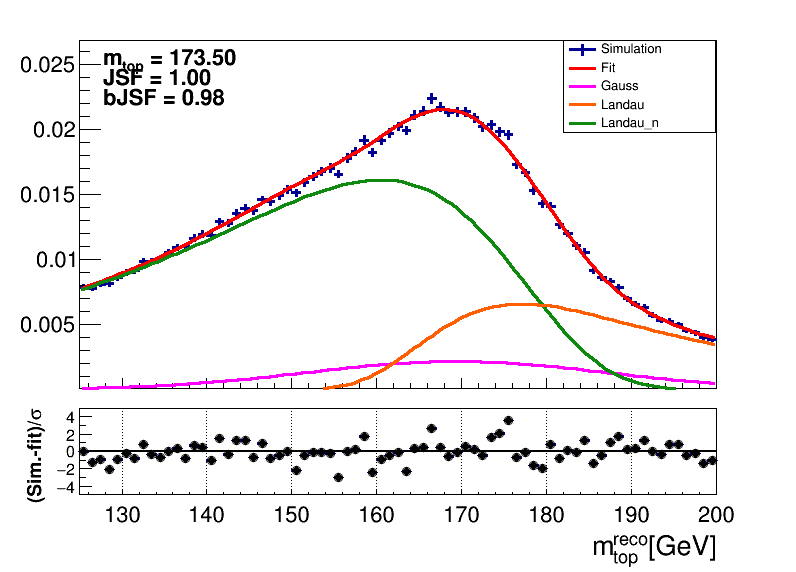 m_top = 173.50
JSF = 1.00
bJSF = 0.98
Simulation
Fit
Gauss
Landau
Landau_n
0.025
0.02
0.015
0.01
0.005
(Sim.-fit)/σ
4
2
0
−2
−4
130 140 150 160 170 180 190 200
m_top^reco [GeV]